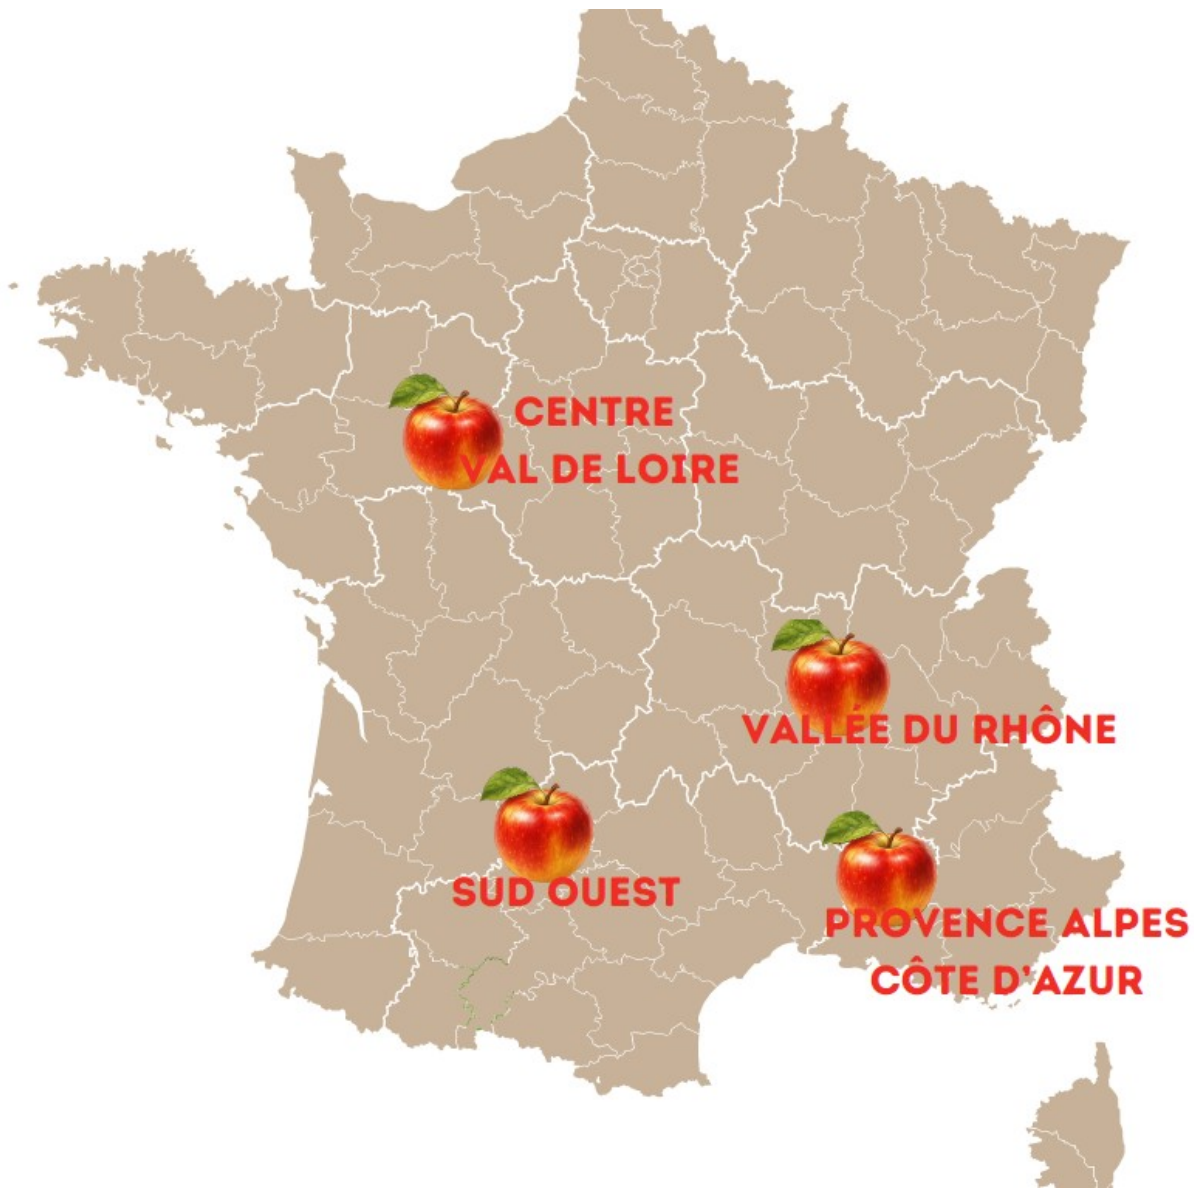 CENTRE
VAL DE LOIRE
VALLÉE DU RHÔNE
SUD OUEST
PROVENCE ALPES
CÔTE D'AZUR